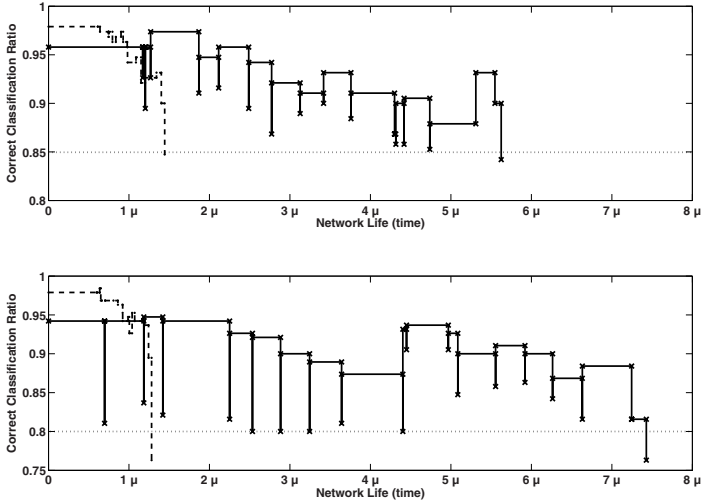 1
0.95
0.9
0.85
0.8
Correct Classification Ratio
0 1 μ 2 μ 3 μ 4 μ 5 μ 6 μ 7 μ 8 μ
Network Life (time)
1
0.95
0.9
0.85
0.8
0.75
Correct Classification Ratio
0 1 μ 2 μ 3 μ 4 μ 5 μ 6 μ 7 μ 8 μ
Network Life (time)